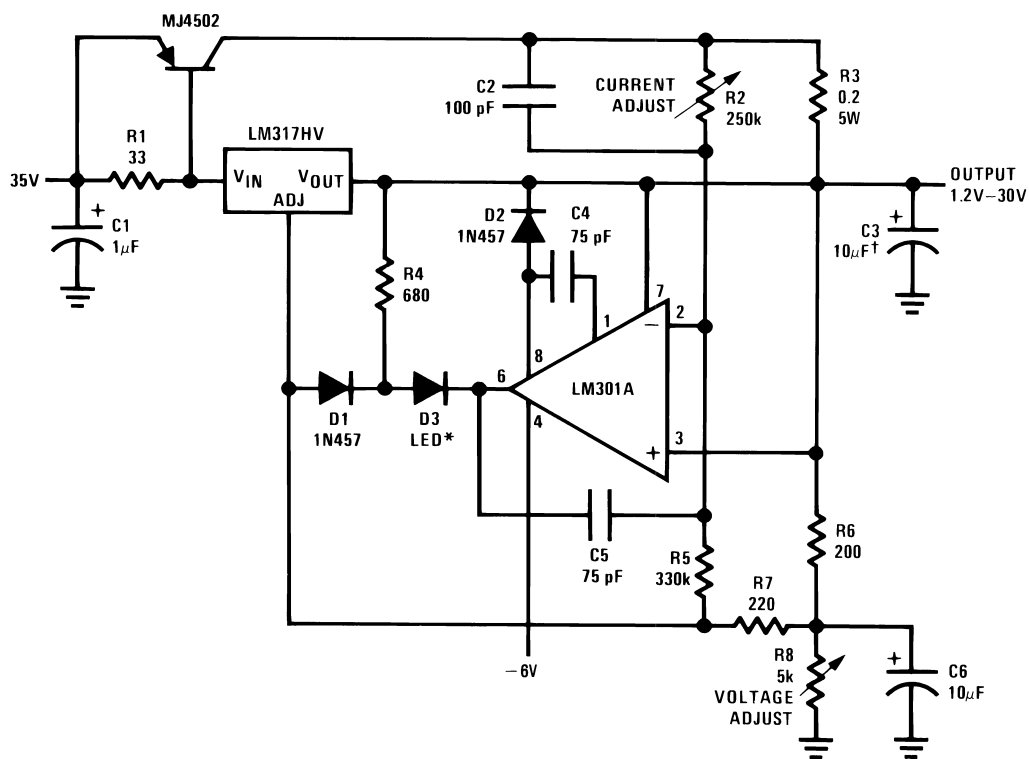 MJ4502
C2
100 pF
CURRENT
ADJUST
R2
250k
R3
0.2
5W
R1
33
LM317HV
35V
VIN
VOUT
ADJ
OUTPUT
1.2V–30V
+
C1
1μF
D2
1N457
C4
75 pF
+
C3
10μF†
R4
680
7
1
2
−
8
6
LM301A
4
3
+
D1
1N457
D3
LED*
C5
75 pF
R5
330k
R6
200
R7
220
−6V
R8
5k
VOLTAGE
ADJUST
+
C6
10μF